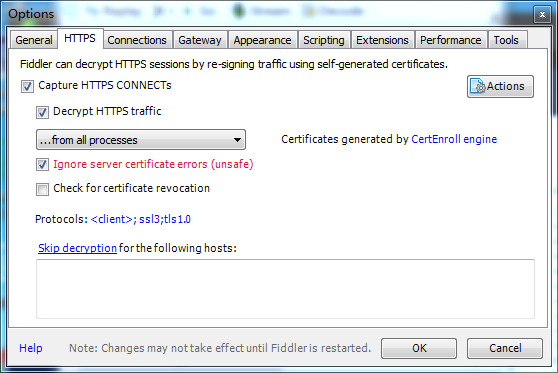 Options
General HTTPS Connections Gateway Appearance Scripting Extensions Performance Tools
Fiddler can decrypt HTTPS sessions by re-signing traffic using self-generated certificates.
Capture HTTPS CONNECTs
Actions
Decrypt HTTPS traffic
...from all processes
Certificates generated by CertEnroll engine
Ignore server certificate errors (unsafe)
Check for certificate revocation
Protocols: <client>; ssl3;tls1.0
Skip decryption for the following hosts:
Help Note: Changes may not take effect until Fiddler is restarted. OK Cancel